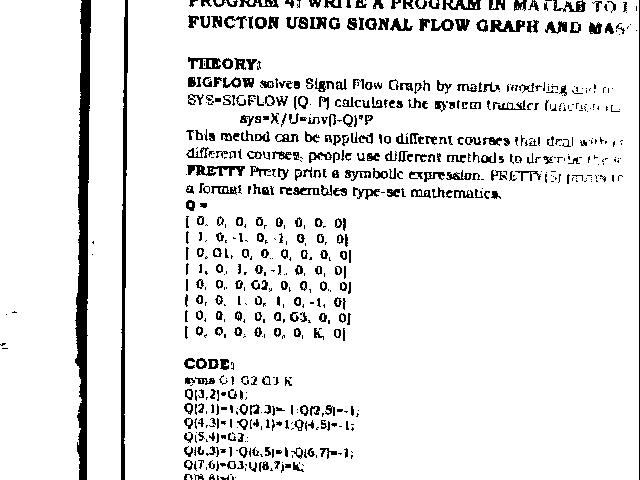 PROGRAM 4: WRITE A PROGRAM IN MATLAB TO
FUNCTION USING SIGNAL FLOW GRAPH AND
THEORY:
SIGFLOW solves Signal Flow Graph by matrix modeling and
SYS=SIGFLOW (Q, P) calculates the system transfer function
sys=X/U=inv(I-Q)*P
This method can be applied to different courses that deal with
different courses, people use different methods to describe the
PRETTY Pretty print a symbolic expression. PRETTY(S) prints
a format that resembles type-set mathematics.
Q =
[ 0, 0, 0, 0, 0, 0, 0, 0]
[ 1, 0, -1, 0, -1, 0, 0, 0]
[ 0, G1, 0, 0, 0, 0, 0, 0]
[ 1, 0, 1, 0, -1, 0, 0, 0]
[ 0, 0, 0, G2, 0, 0, 0, 0]
[ 0, 0, 1, 0, 1, 0, -1, 0]
[ 0, 0, 0, 0, 0, G3, 0, 0]
[ 0, 0, 0, 0, 0, 0, K, 0]
CODE:
syms G1 G2 G3 K
Q(3,2)=G1;
Q(2,1)=1;Q(2,3)=-1;Q(2,5)=-1;
Q(4,3)=1;Q(4,1)=1;Q(4,5)=-1;
Q(5,4)=G2;
Q(6,3)=1;Q(6,5)=1;Q(6,7)=-1;
Q(7,6)=G3;Q(8,7)=K;
Q(8,8)=0;